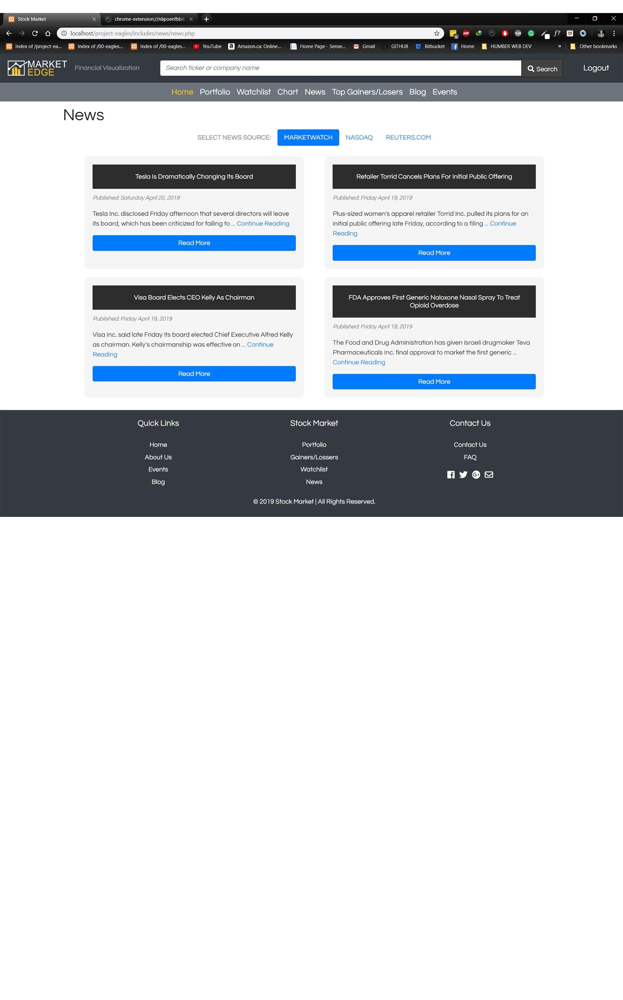 Stock Market
chrome-extension://nlipoenfbbik
localhost/project-eagles/includes/news/news.php
6
ABP
YAB
f?
Index of /project-ea...
Index of /00-eagles...
Index of /00-eagles...
YouTube
Amazon.ca: Online...
Home Page - Sense...
Gmail
GITHUB
Bitbucket
Home
HUMBER WEB DEV
»
Other bookmarks
MARKET
EDGE
Financial Visualization
Search ticker or company name
Search
Logout
Home Portfolio Watchlist Chart News Top Gainers/Losers Blog Events
News
SELECT NEWS SOURCE: MARKETWATCH NASDAQ REUTERS.COM
Tesla Is Dramatically Changing Its Board
Published: Saturday April 20, 2019
Tesla Inc. disclosed Friday afternoon that several directors will leave
its board, which has been criticized for failing to ... Continue Reading
Read More
Retailer Torrid Cancels Plans For Initial Public Offering
Published: Friday April 19, 2019
Plus-sized women's apparel retailer Torrid Inc. pulled its plans for an
initial public offering late Friday, according to a filing ... Continue
Reading
Read More
Visa Board Elects CEO Kelly As Chairman
Published: Friday April 19, 2019
Visa Inc. said late Friday its board elected Chief Executive Alfred Kelly
as chairman. Kelly's chairmanship was effective on ... Continue
Reading
Read More
FDA Approves First Generic Naloxone Nasal Spray To Treat
Opioid Overdose
Published: Friday April 19, 2019
The Food and Drug Administration has given Israeli drugmaker Teva
Pharmaceuticals Inc. final approval to market the first generic ...
Continue Reading
Read More
Quick Links
Home
About Us
Events
Blog
Stock Market
Portfolio
Gainers/Lossers
Watchlist
News
Contact Us
Contact Us
FAQ
© 2019 Stock Market | All Rights Reserved.